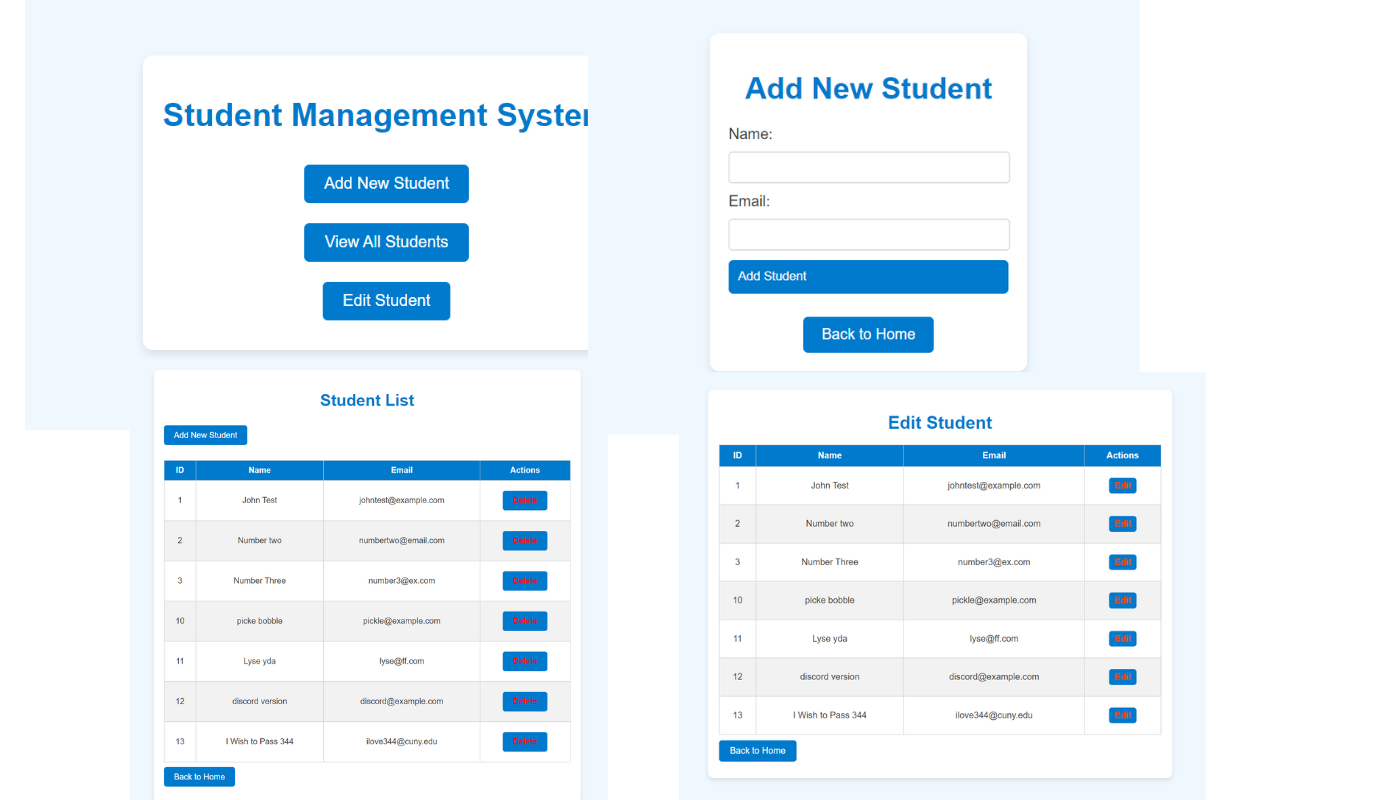 Student Management Syste
Add New Student
View All Students
Edit Student
Add New Student
Name:
Email:
Add Student
Back to Home
Student List
Add New Student
ID Name Email Actions
1 John Test johntest@example.com Delete
2 Number two numbertwo@email.com Delete
3 Number Three number3@ex.com Delete
10 picke bobble pickle@example.com Delete
11 Lyse yda lyse@ff.com Delete
12 discord version discord@example.com Delete
13 I Wish to Pass 344 ilove344@cuny.edu Delete
Back to Home
Edit Student
ID Name Email Actions
1 John Test johntest@example.com Edit
2 Number two numbertwo@email.com Edit
3 Number Three number3@ex.com Edit
10 picke bobble pickle@example.com Edit
11 Lyse yda lyse@ff.com Edit
12 discord version discord@example.com Edit
13 I Wish to Pass 344 ilove344@cuny.edu Edit
Back to Home